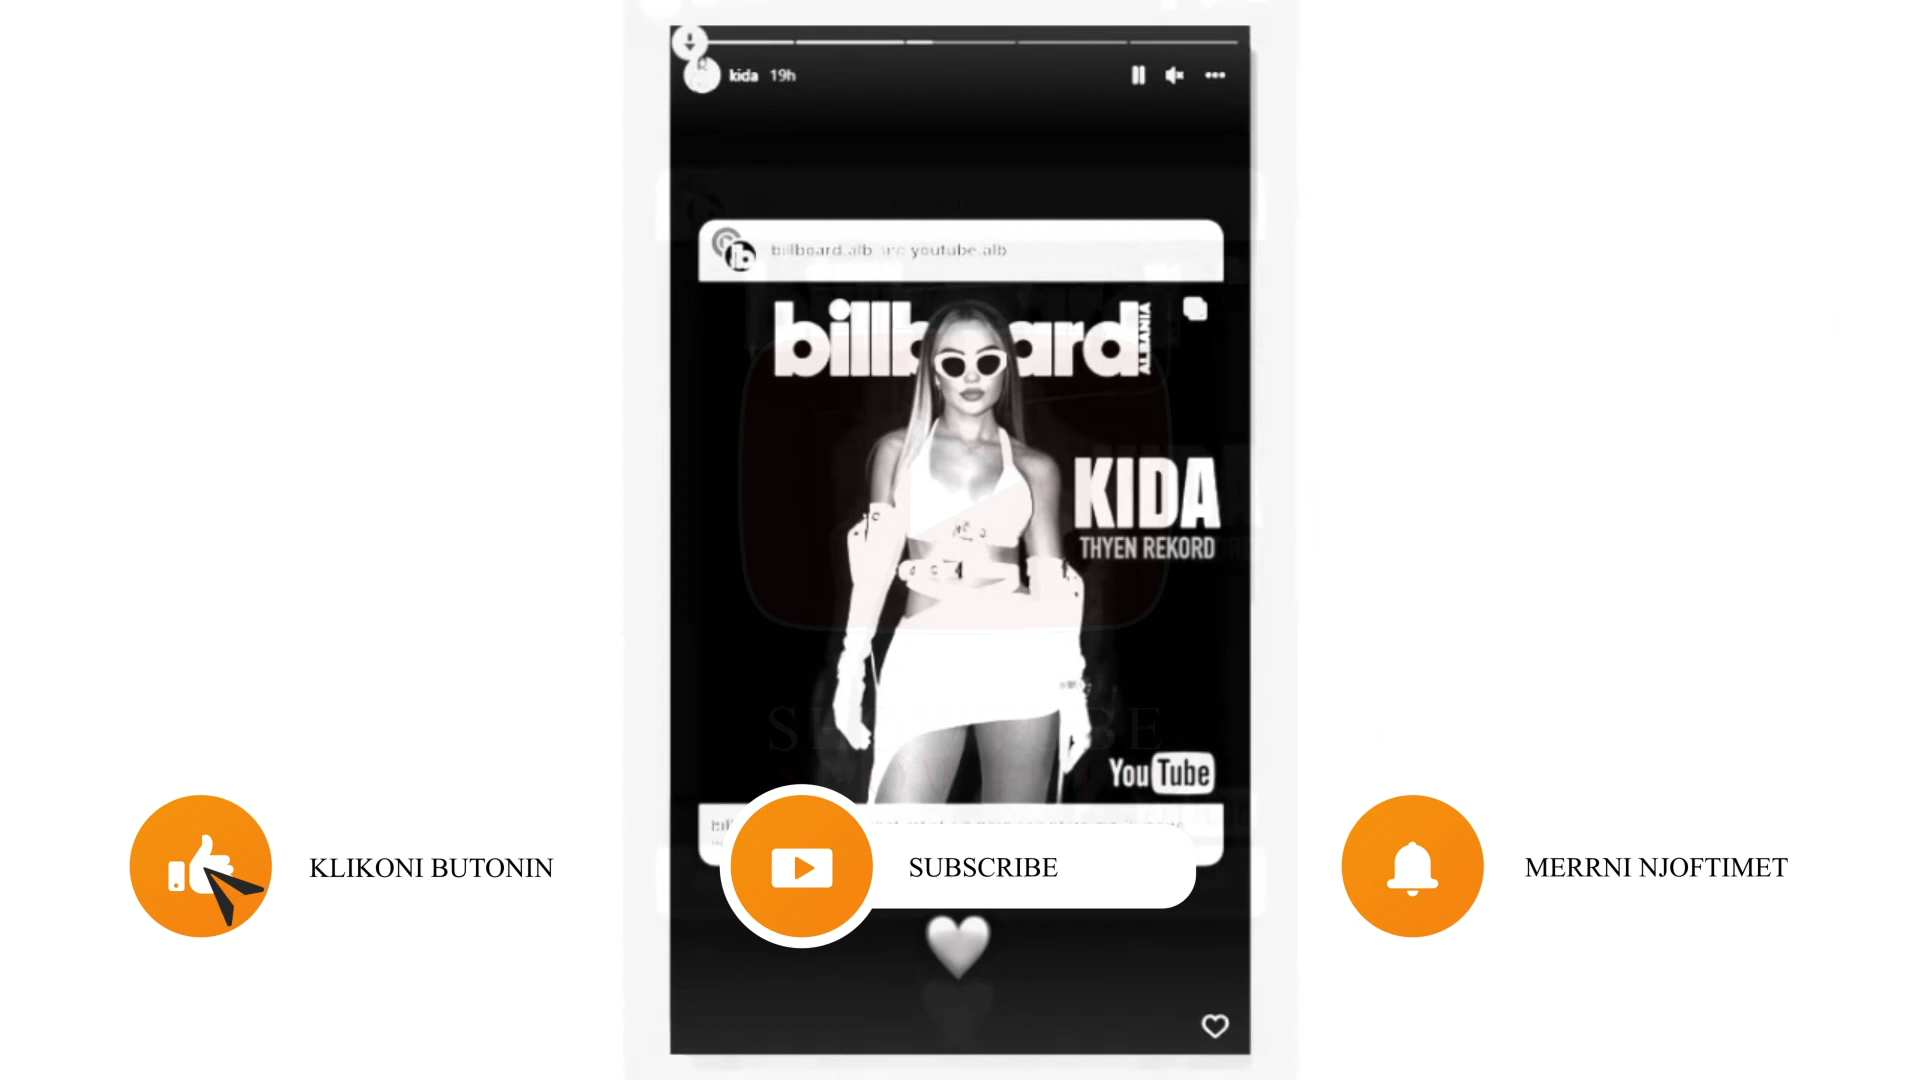 kida 19h
billboard.alb and youtube.alb
billboard
ALBANIA
KIDA
THYEN REKORD
YouTube
KLIKONI BUTONIN
SUBSCRIBE
MERRNI NJOFTIMET